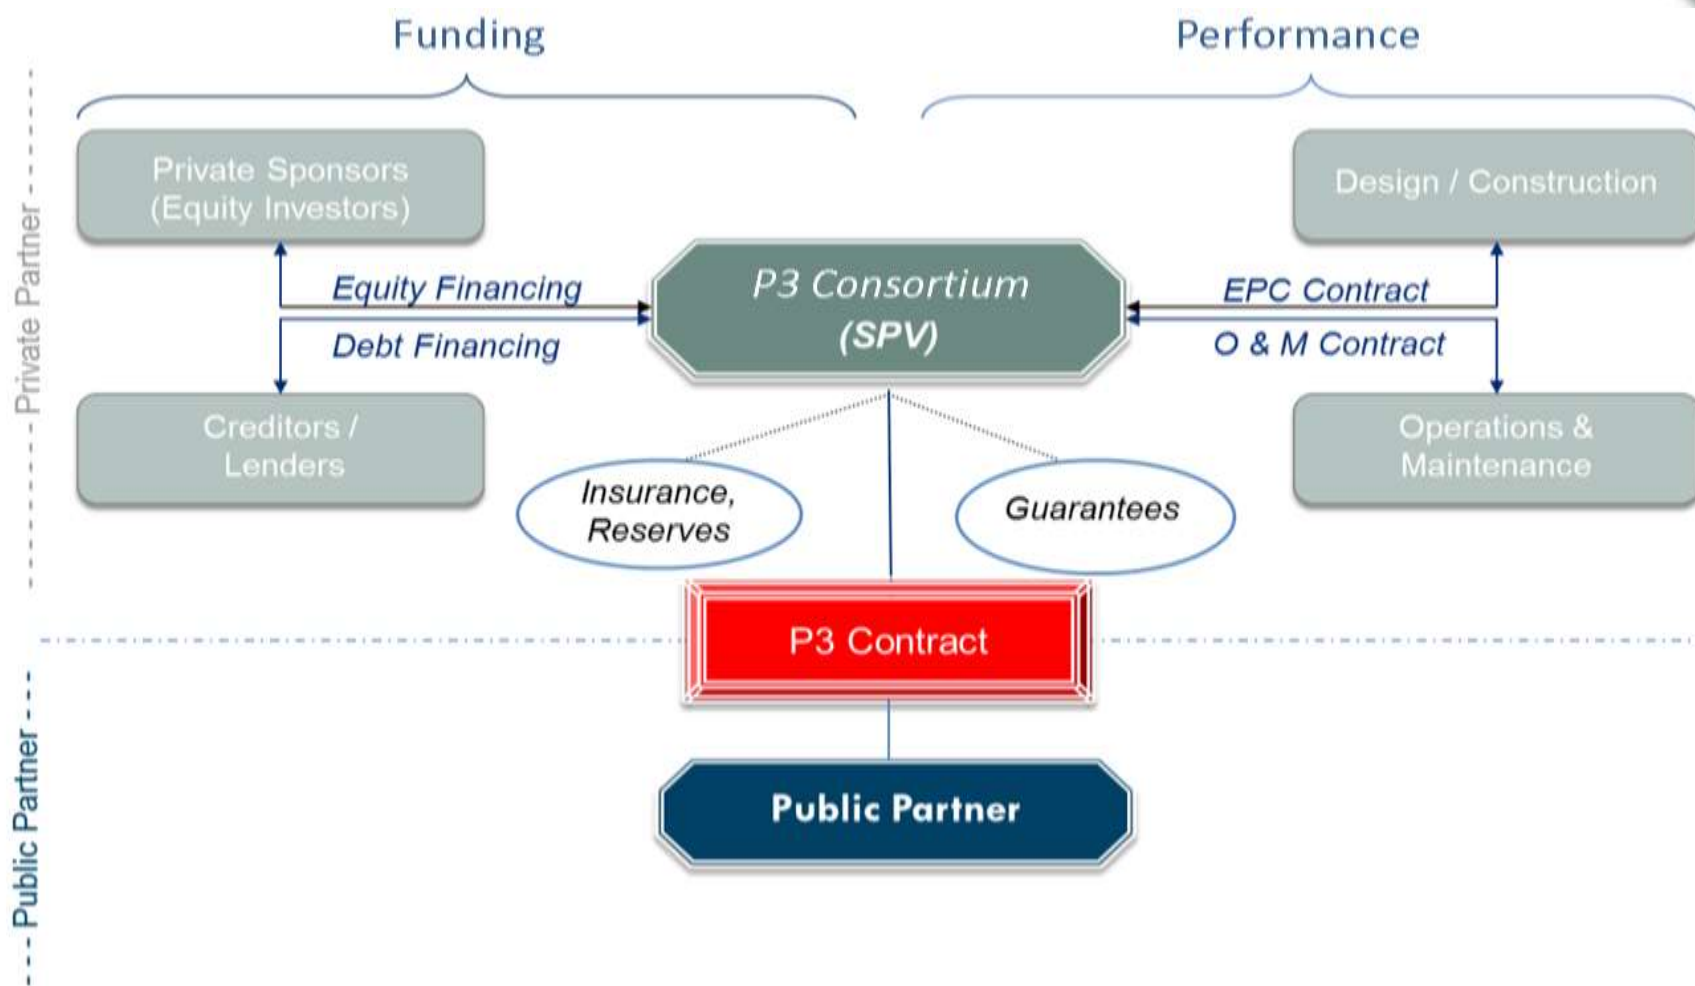 Funding
Performance
Private Partner
Private Sponsors
(Equity Investors)
Design / Construction
Equity Financing
Debt Financing
P3 Consortium
(SPV)
EPC Contract
O & M Contract
Creditors /
Lenders
Operations &
Maintenance
Insurance,
Reserves
Guarantees
P3 Contract
Public Partner
Public Partner